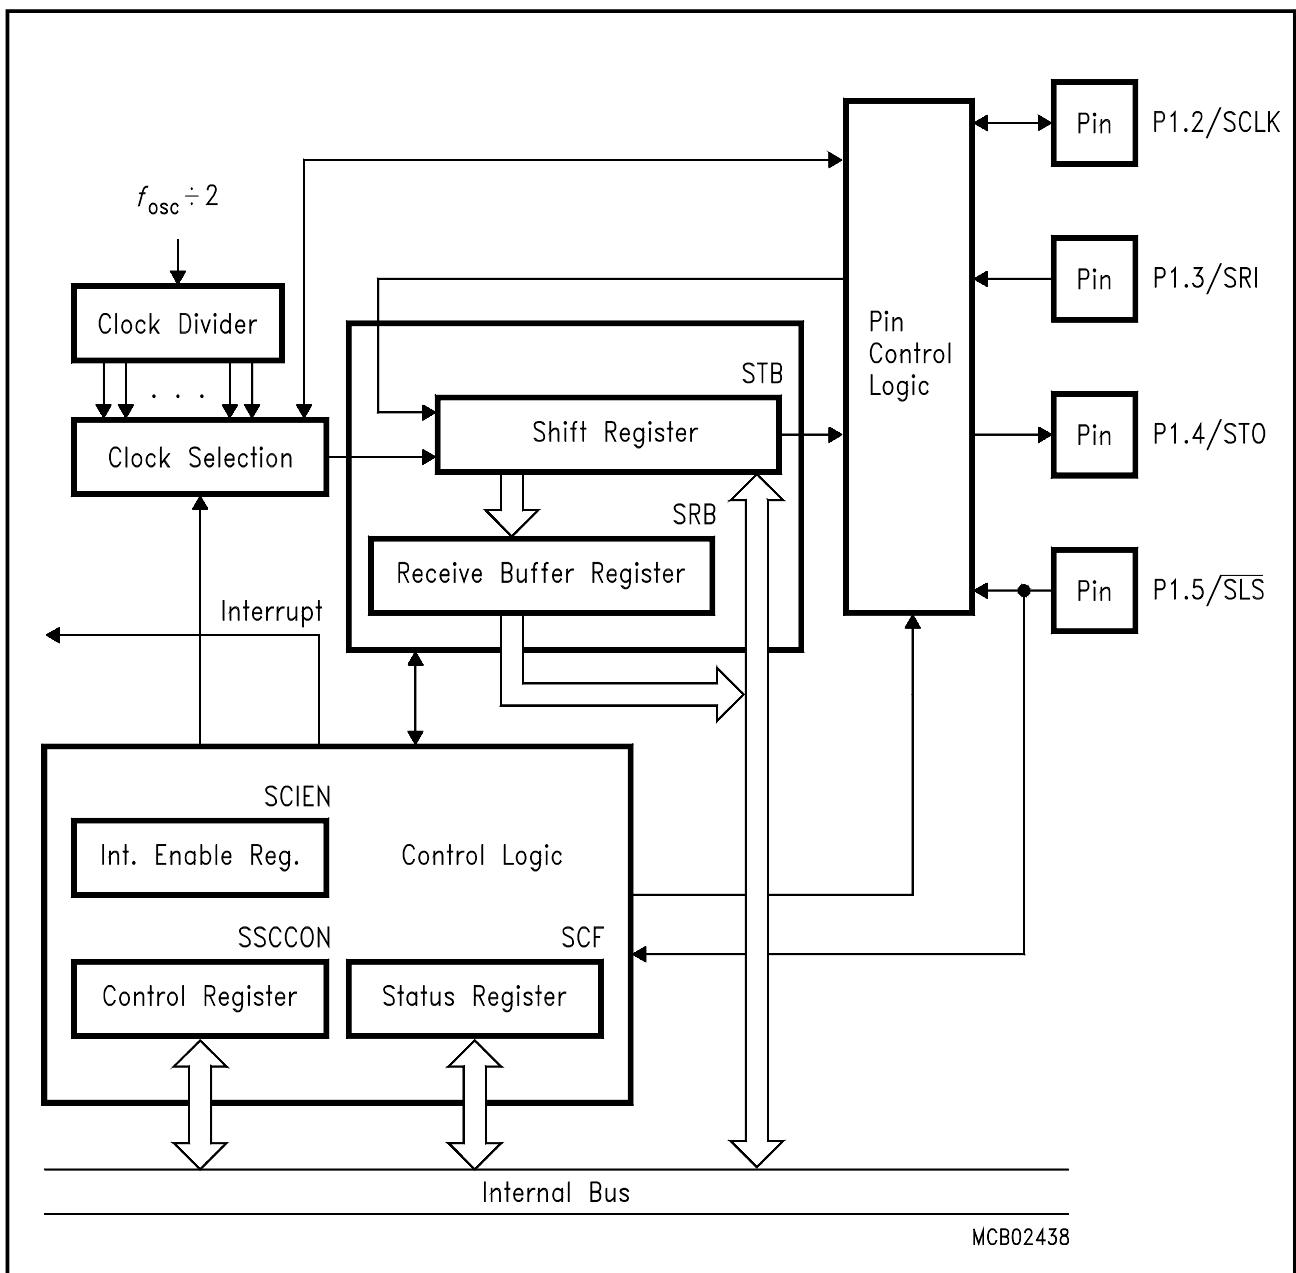 Pin P1.2/SCLK
fosc ÷ 2
Pin P1.3/SRI
Clock Divider
Pin
Control
Logic
STB
. . .
Shift Register
Pin P1.4/STO
Clock Selection
SRB
Receive Buffer Register
Pin P1.5/S̅L̅S̅
Interrupt
SCIEN
Int. Enable Reg.
Control Logic
SSCCON
SCF
Control Register
Status Register
Internal Bus
MCB02438